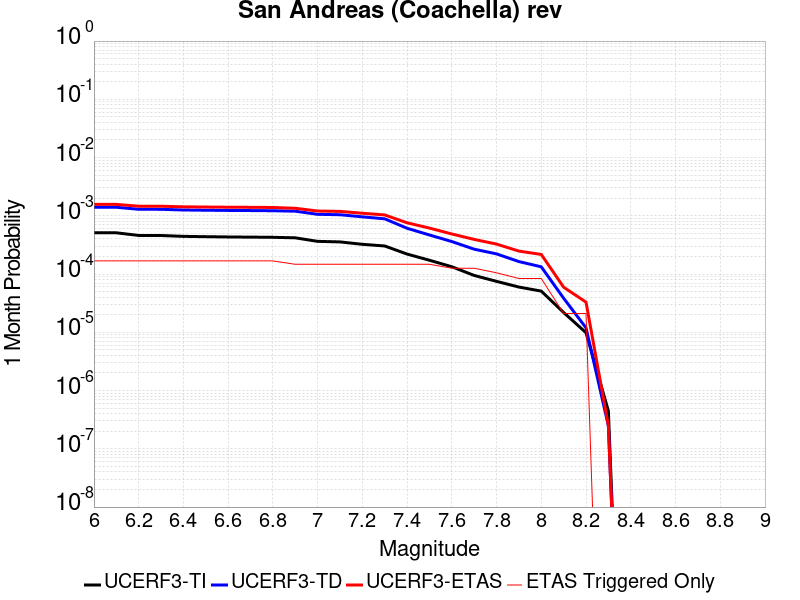 San Andreas (Coachella) rev
10^0
10^-1
10^-2
10^-3
10^-4
10^-5
10^-6
10^-7
10^-8
1 Month Probability
6 6.2 6.4 6.6 6.8 7 7.2 7.4 7.6 7.8 8 8.2 8.4 8.6 8.8 9
Magnitude
UCERF3-TI UCERF3-TD UCERF3-ETAS ETAS Triggered Only